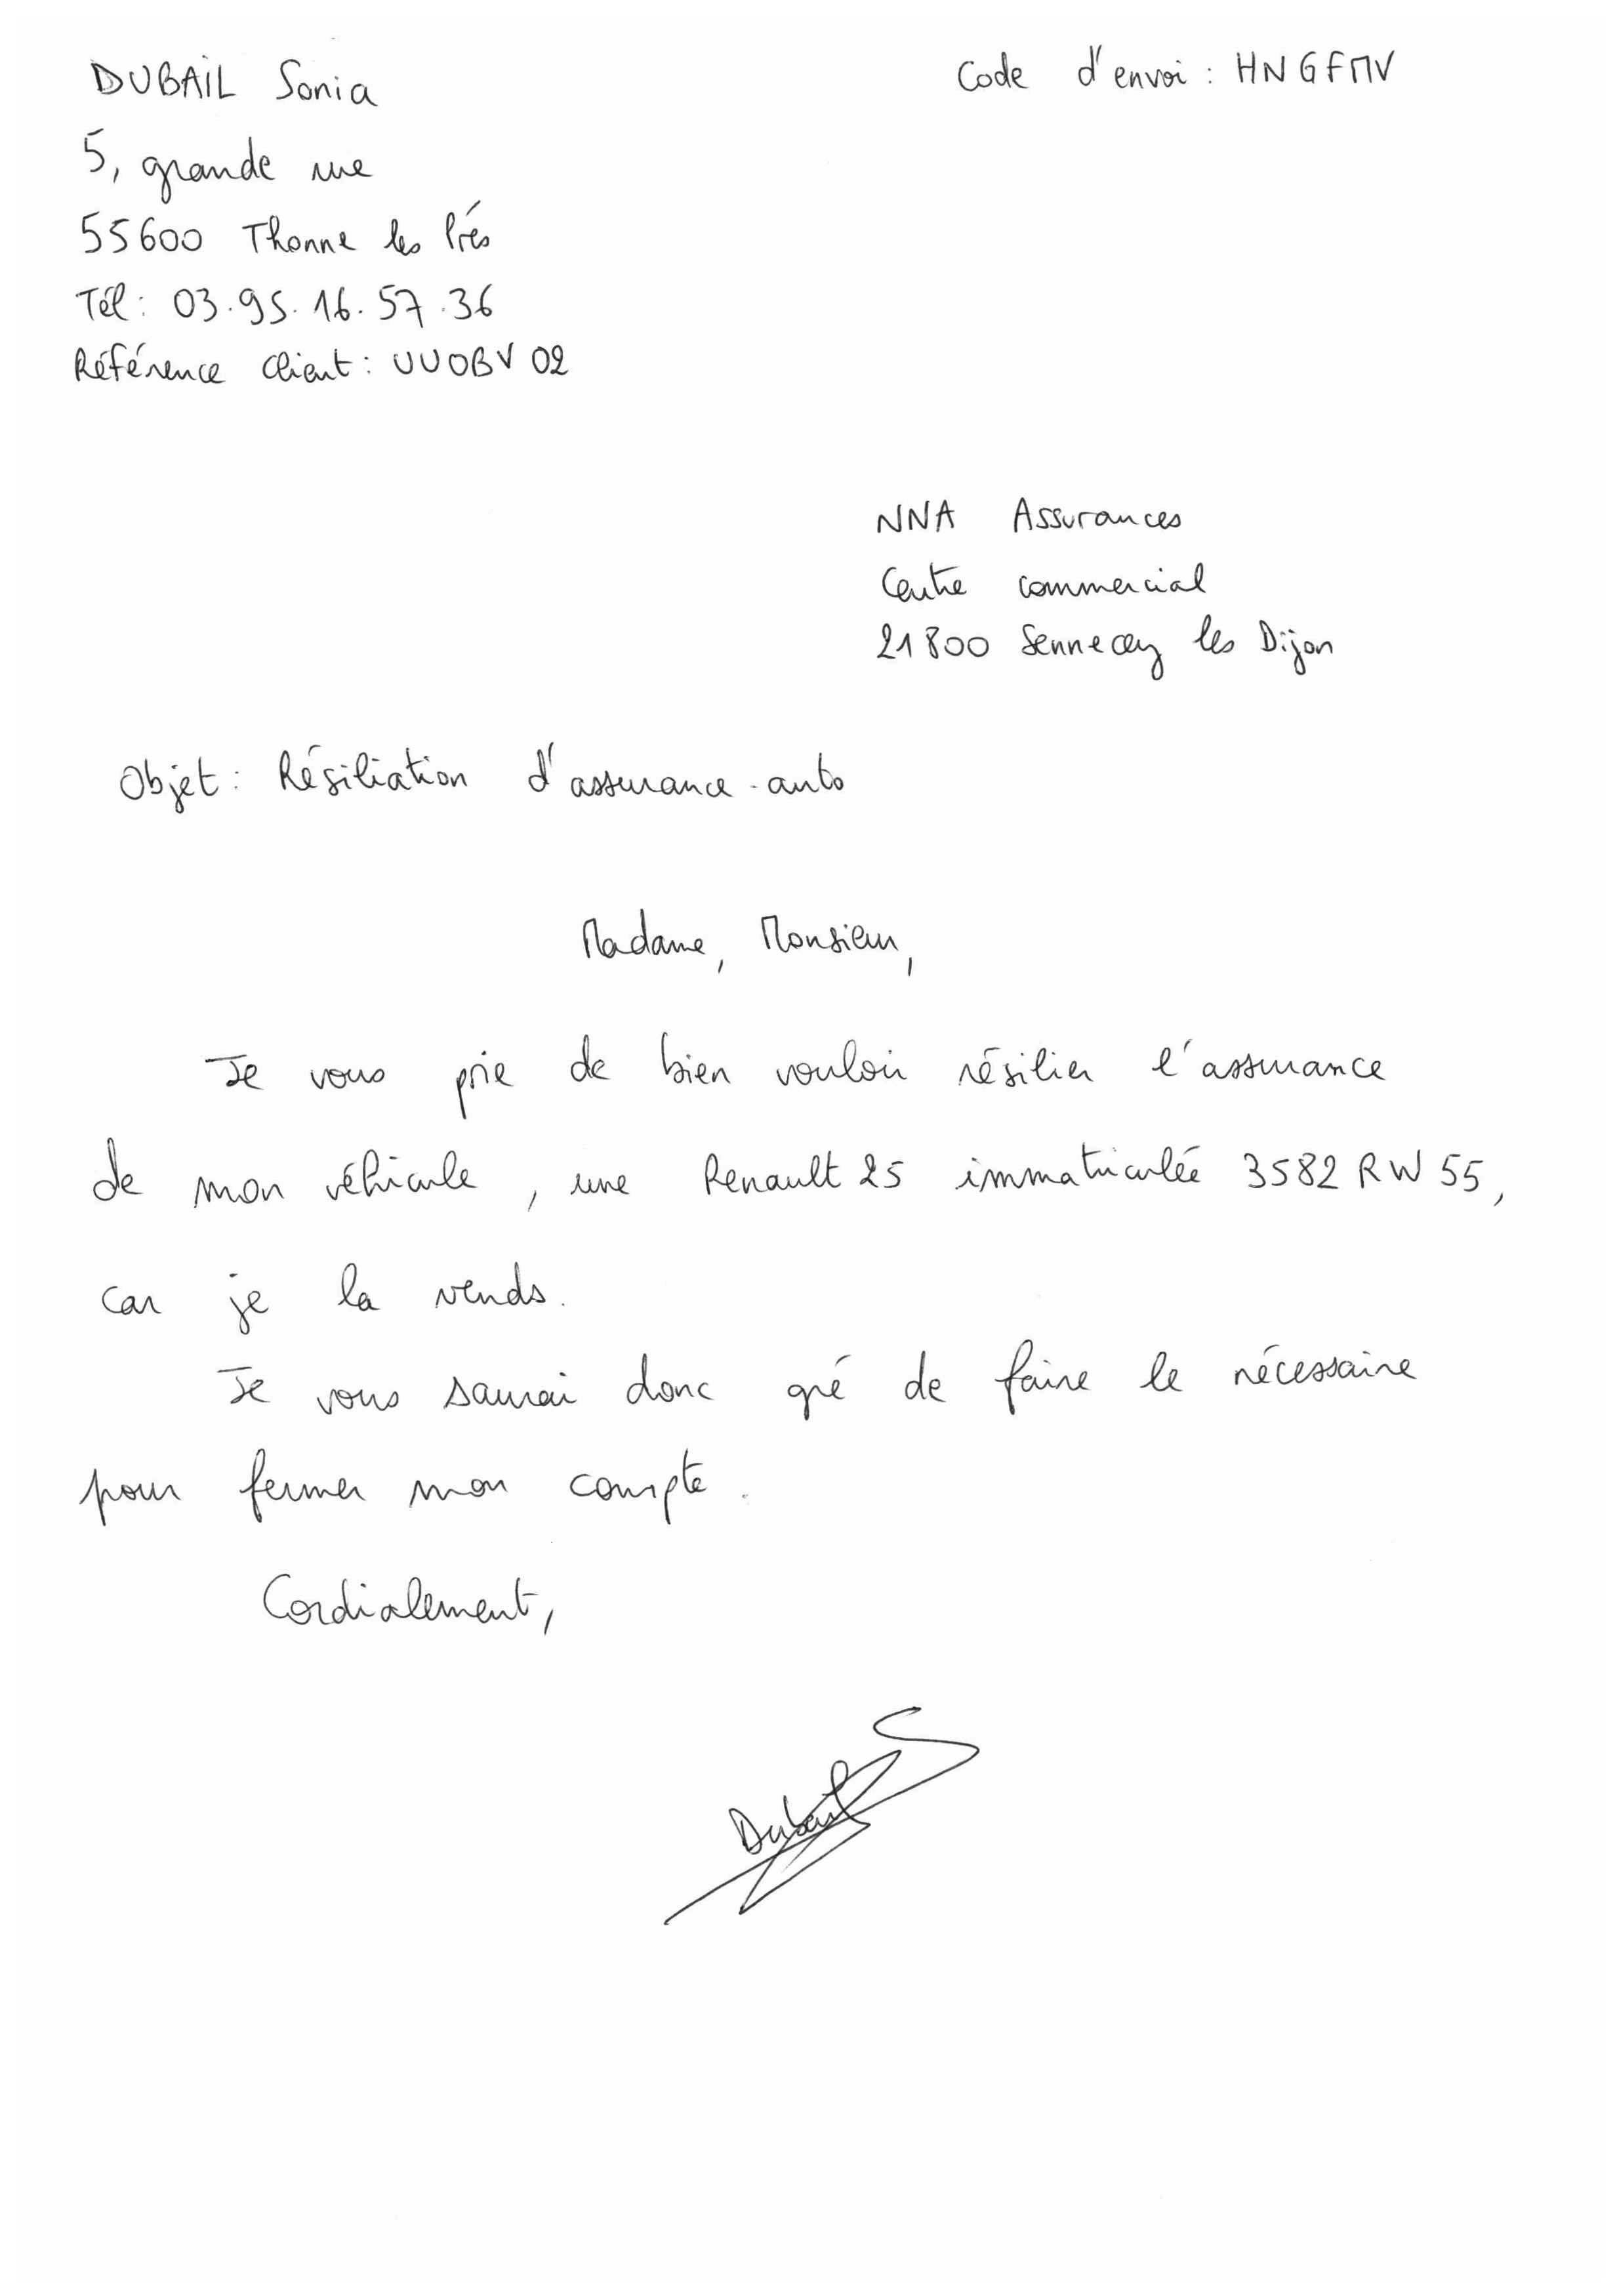 DUBAIL Sonia
Code d'envoi : HNGFMV
5, grande rue
55600 Thonne les Prés
Tél : 03.95.16.57.36
Référence client : UUOBV02
NNA Assurances
Centre commercial
21800 Sennecey les Dijon
Objet : Résiliation d'assurance-auto
Madame, Monsieur,
Je vous prie de bien vouloir résilier l'assurance
de mon véhicule, une Renault 25 immatriculée 3582 RW 55,
car je la vends.
Je vous saurai donc gré de faire le nécessaire
pour fermer mon compte.
Cordialement,
Dubail S